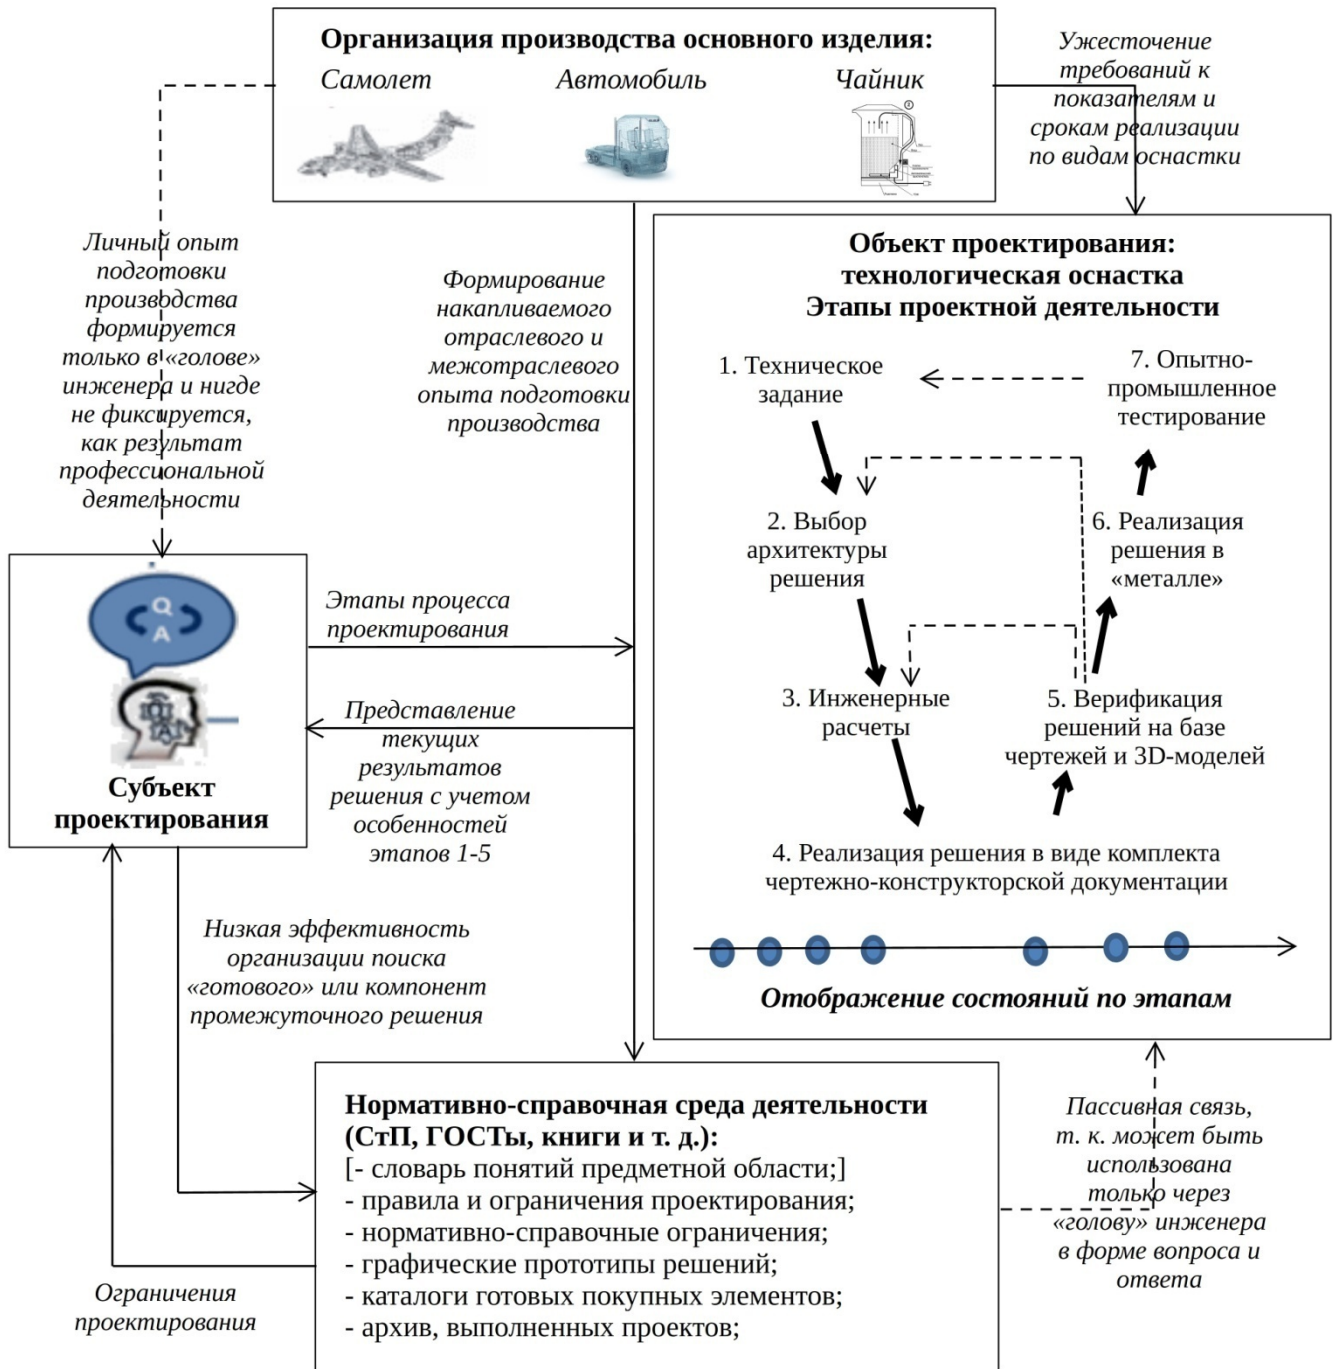 Организация производства основного изделия:
Самолет
Автомобиль
Чайник
Ужесточение
требований к
показателям и
срокам реализации
по видам оснастки
Личный опыт
подготовки
производства
формируется
только в «голове»
инженера и нигде
не фиксируется,
как результат
профессиональной
деятельности
Формирование
накапливаемого
отраслевого и
межотраслевого
опыта подготовки
производства
Объект проектирования:
технологическая оснастка
Этапы проектной деятельности
1. Техническое
задание
7. Опытно-
промышленное
тестирование
2. Выбор
архитектуры
решения
6. Реализация
решения в
«металле»
3. Инженерные
расчеты
5. Верификация
решений на базе
чертежей и 3D-моделей
4. Реализация решения в виде комплекта
чертежно-конструкторской документации
Отображение состояний по этапам
Q
A
Субъект
проектирования
Этапы процесса
проектирования
Представление
текущих
результатов
решения с учетом
особенностей
этапов 1-5
Низкая эффективность
организации поиска
«готового» или компонент
промежуточного решения
Нормативно-справочная среда деятельности
(СтП, ГОСТы, книги и т. д.):
[- словарь понятий предметной области;]
- правила и ограничения проектирования;
- нормативно-справочные ограничения;
- графические прототипы решений;
- каталоги готовых покупных элементов;
- архив, выполненных проектов;
Ограничения
проектирования
Пассивная связь,
т. к. может быть
использована
только через
«голову» инженера
в форме вопроса и
ответа